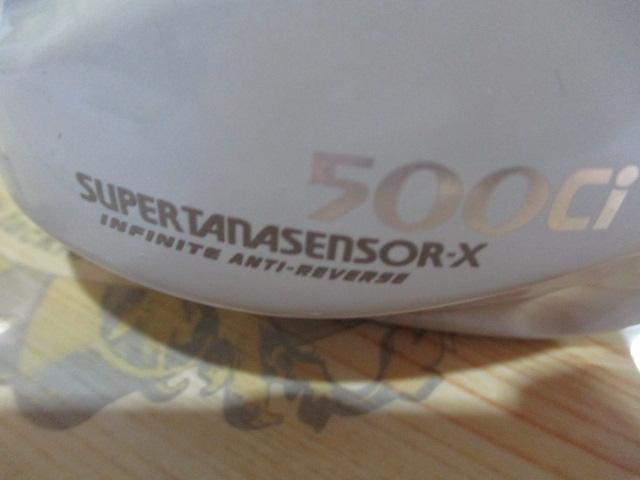 500Ci
SUPERTANASENSOR-X
INFINITE ANTI-REVERSE